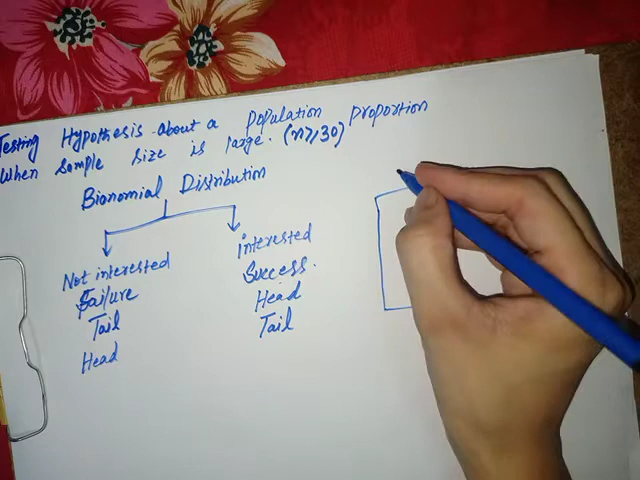 Testing Hypothesis about a population proportion
When sample size is large. (n≥30)
Bionomial Distribution
Not interested
Failure
Tail
Head
interested
Success.
Head
Tail